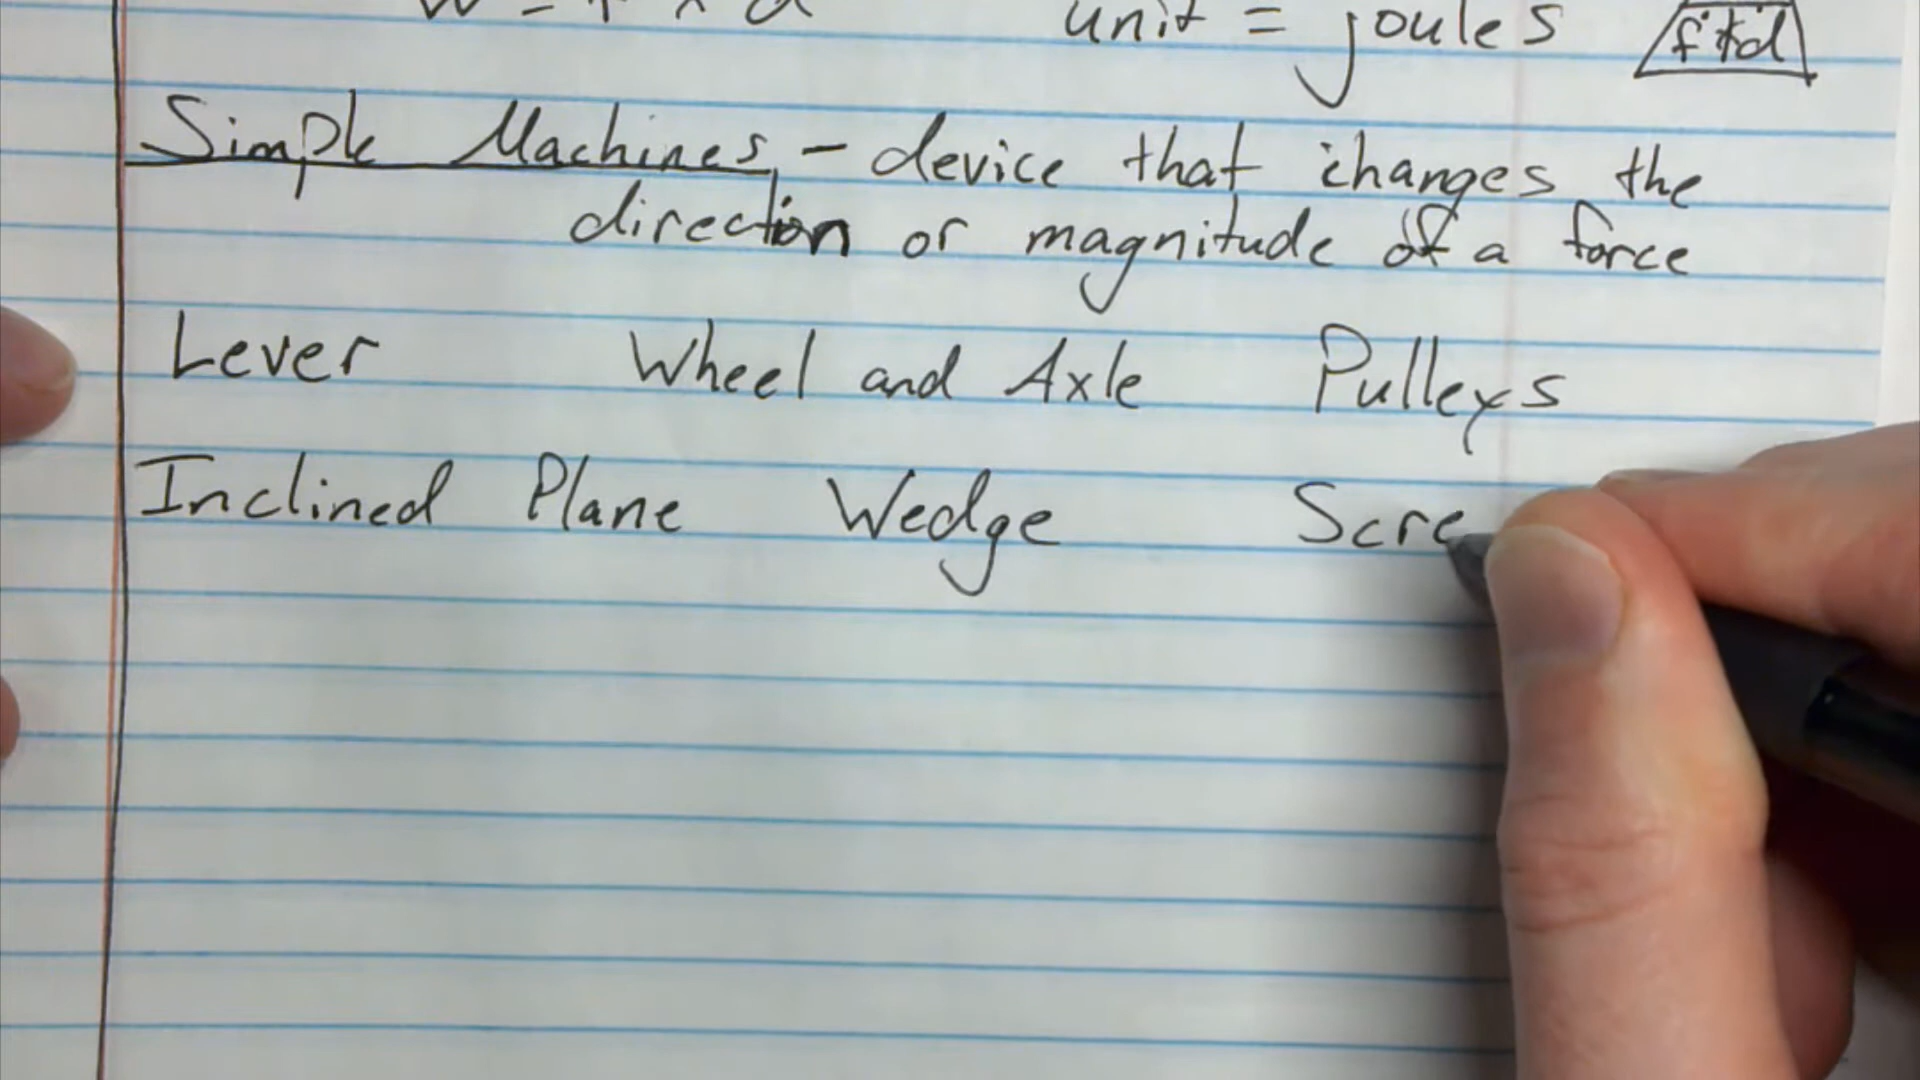 W = F x d unit = joules f*d
Simple Machines - device that changes the
direction or magnitude of a force
Lever Wheel and Axle Pulleys
Inclined Plane Wedge Scre